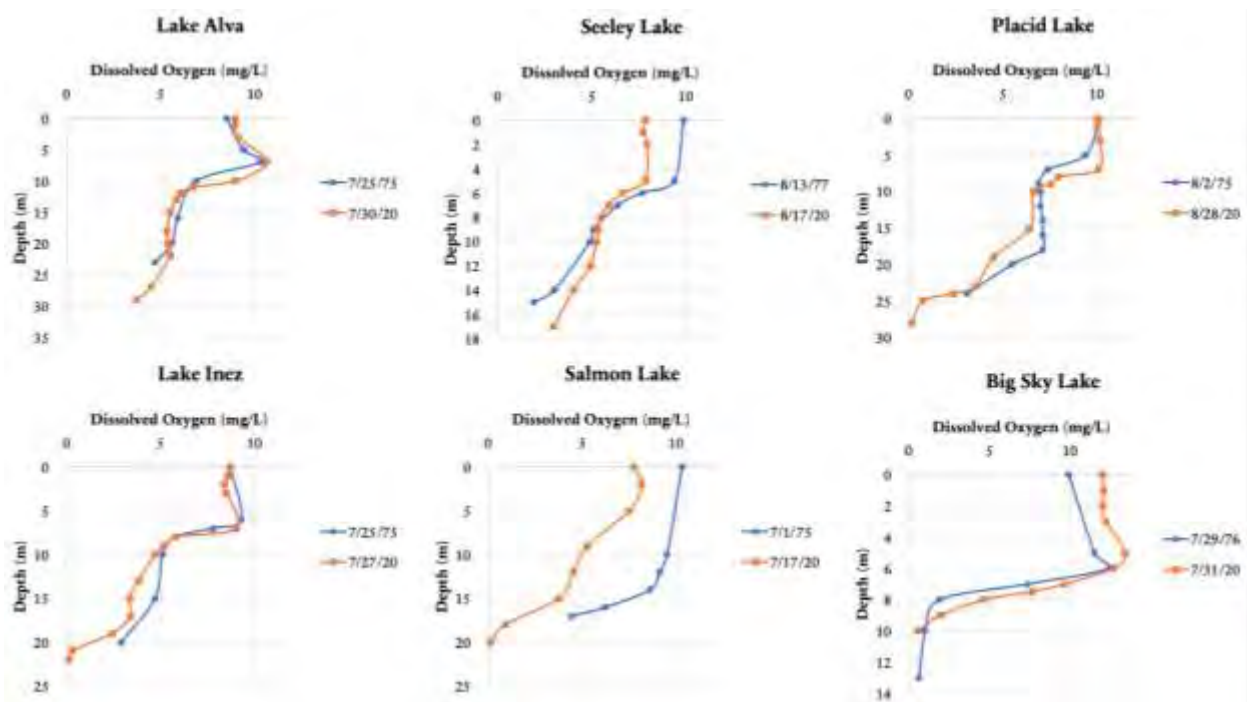 Lake Alva
Dissolved Oxygen (mg/L)
0 5 10
Depth (m)
0
5
10
15
20
25
30
35
7/25/75
7/30/20
Seeley Lake
Dissolved Oxygen (mg/L)
0 5 10
Depth (m)
0
2
4
6
8
10
12
14
16
18
8/13/77
8/17/20
Placid Lake
Dissolved Oxygen (mg/L)
0 5 10
Depth (m)
0
5
10
15
20
25
30
8/2/75
8/28/20
Lake Inez
Dissolved Oxygen (mg/L)
0 5 10
Depth (m)
0
5
10
15
20
25
7/25/75
7/27/20
Salmon Lake
Dissolved Oxygen (mg/L)
0 5 10
Depth (m)
0
5
10
15
20
25
7/1/75
7/17/20
Big Sky Lake
Dissolved Oxygen (mg/L)
0 5 10
Depth (m)
0
2
4
6
8
10
12
14
7/29/76
7/31/20